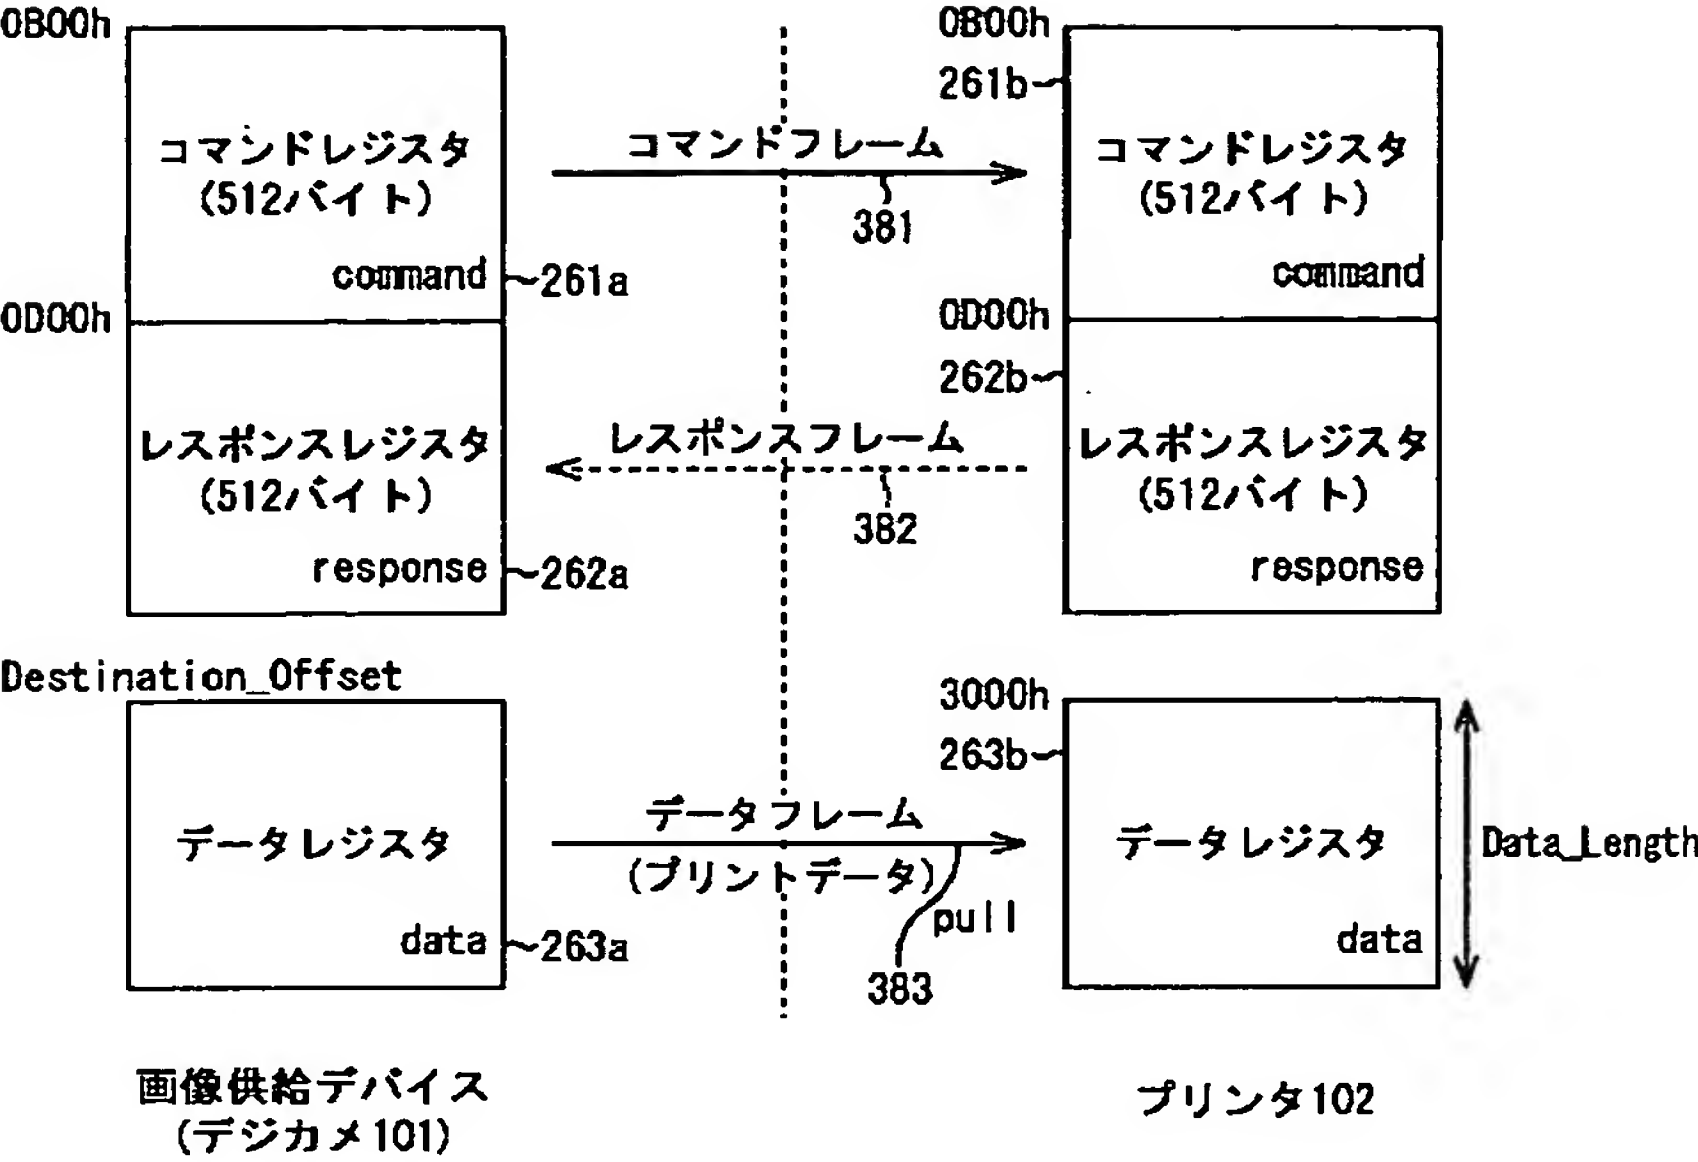 0B00h
コマンドレジスタ
(512バイト)
command
261a
0D00h
レスポンスレジスタ
(512バイト)
response
262a
Destination_Offset
データレジスタ
data
263a
画像供給デバイス
(デジカメ101)
コマンドフレーム
381
レスポンスフレーム
382
データフレーム
(プリントデータ)
pull
383
0B00h
261b
コマンドレジスタ
(512バイト)
command
0D00h
262b
レスポンスレジスタ
(512バイト)
response
3000h
263b
データレジスタ
data
Data_Length
プリンタ102